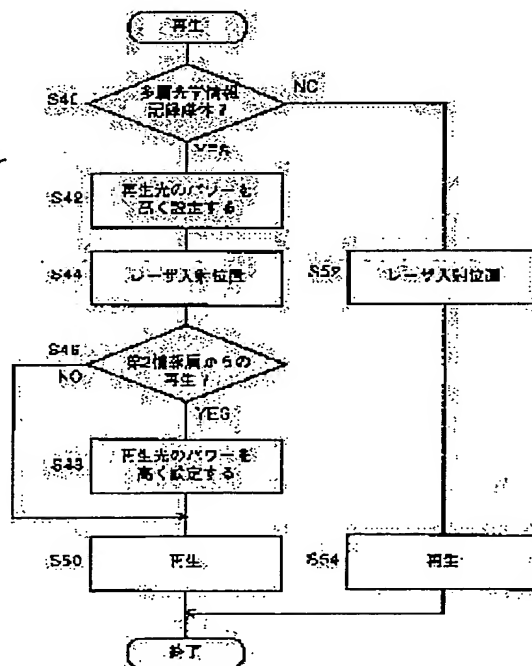 再生
S40
多層光学情報
記録媒体?
NO
YES
S42
再生光のパワーを
高く設定する
S44
レーザ入射位置
S52
レーザ入射位置
S46
第2情報層からの
再生?
NO
YES
S48
再生光のパワーを
高く設定する
S50
再生
S54
再生
終了